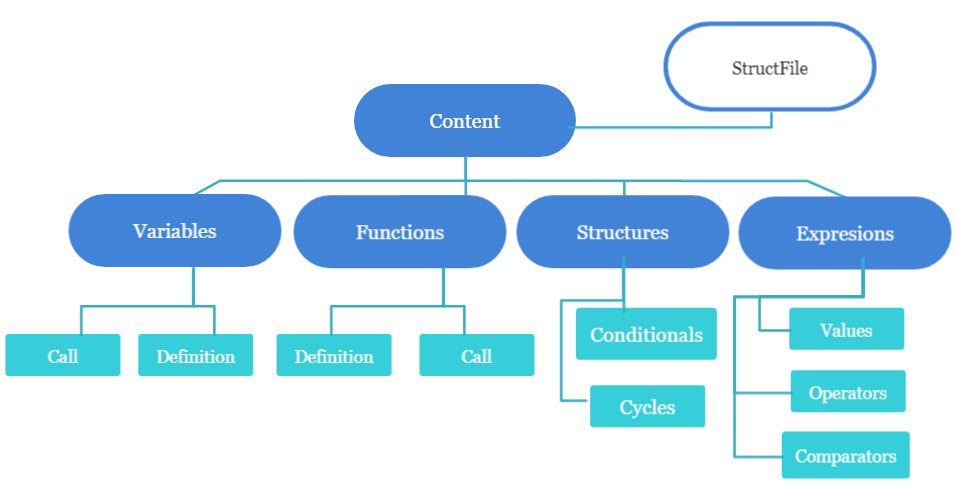 StructFile
Content
Variables
Functions
Structures
Expresions
Call
Definition
Definition
Call
Conditionals
Cycles
Values
Operators
Comparators